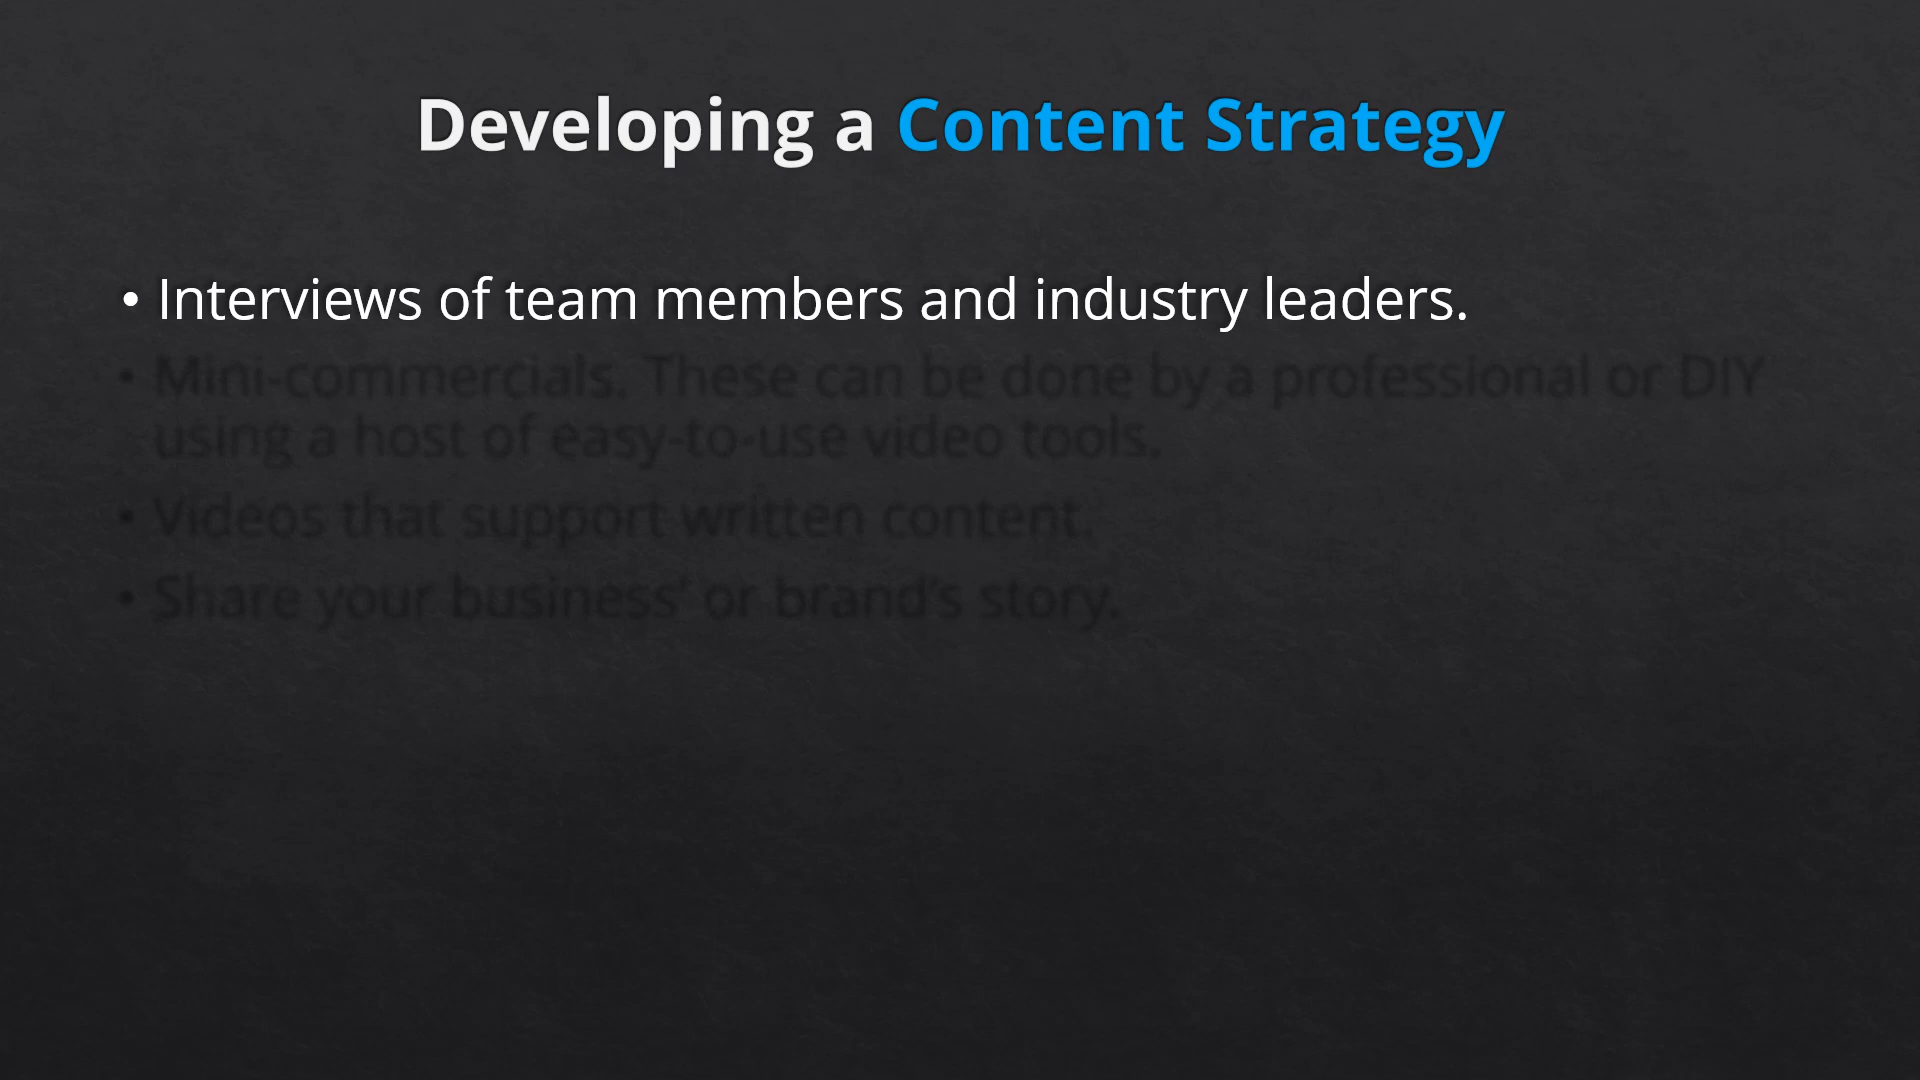 Developing a Content Strategy
• Interviews of team members and industry leaders.
• Mini-commercials. These can be done by a professional or DIY
using a host of easy-to-use video tools.
• Videos that support written content.
• Share your business’ or brand’s story.